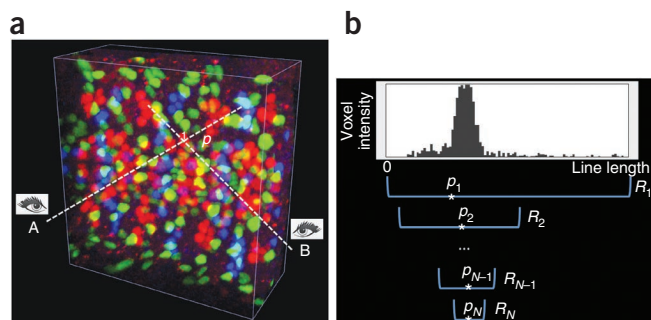 a
p
A
B
b
Voxel
intensity
0 Line length
p1 R1
p2 R2
...
pN–1 RN–1
pN RN